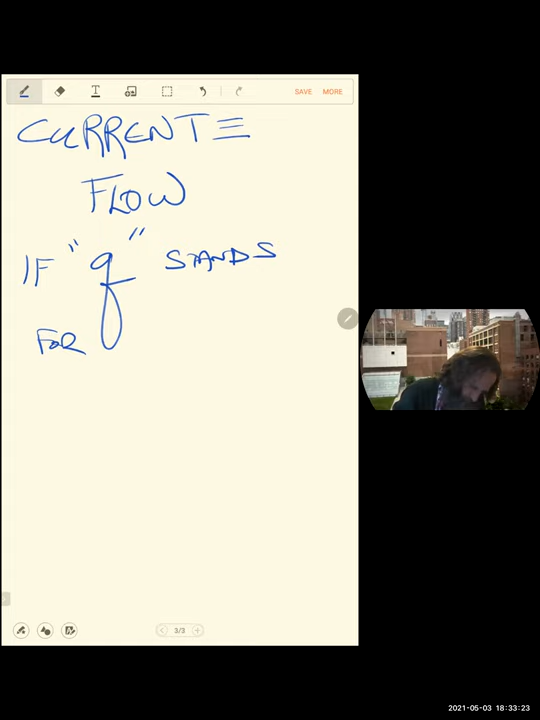 SAVE MORE
CURRENT ≡
FLOW
IF "q" STANDS
FOR
3/3
2021-05-03 18:33:23